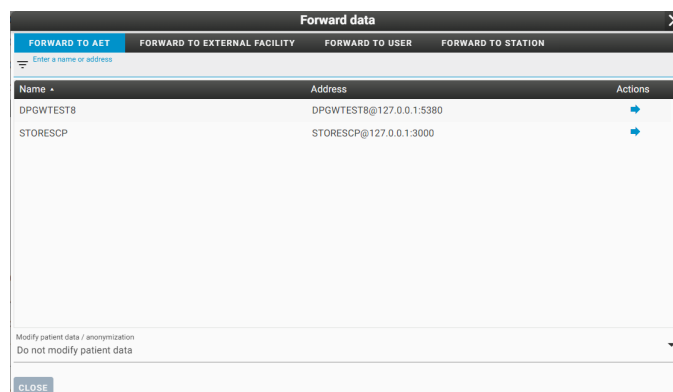 Forward data
FORWARD TO AET FORWARD TO EXTERNAL FACILITY FORWARD TO USER FORWARD TO STATION
Enter a name or address
Name Address Actions
DPGWTEST8 DPGWTEST8@127.0.0.1:5380
STORESCP STORESCP@127.0.0.1:3000
Modify patient data / anonymization
Do not modify patient data
CLOSE